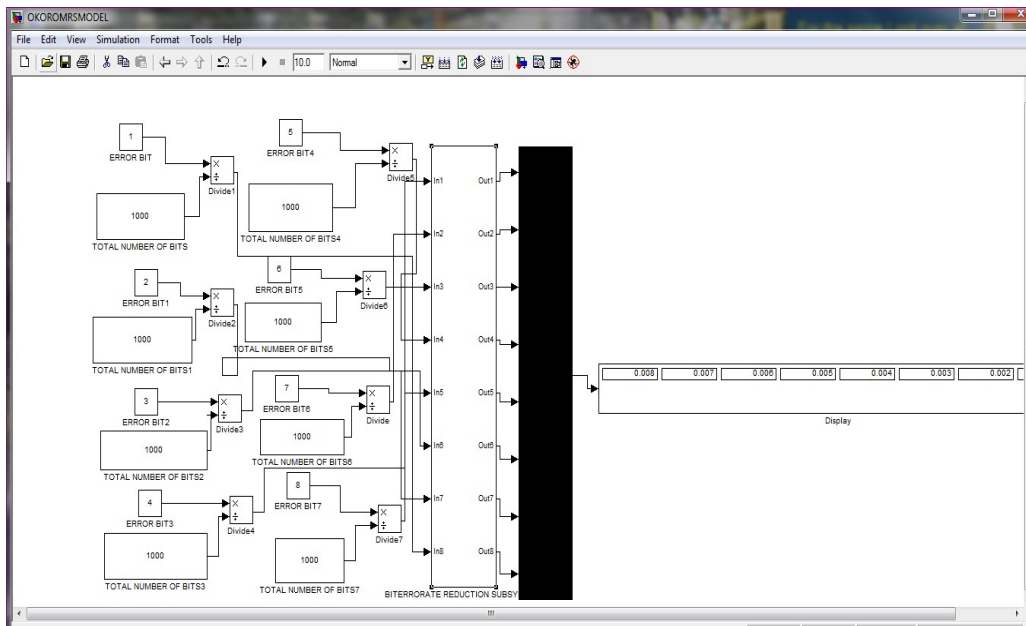 OKOROMRSMODEL
File Edit View Simulation Format Tools Help
10.0 Normal
1
ERROR BIT
×
÷
Divide1
1000
TOTAL NUMBER OF BITS
5
ERROR BIT4
×
÷
Divide5
1000
TOTAL NUMBER OF BITS4
2
ERROR BIT1
×
÷
Divide2
1000
TOTAL NUMBER OF BITS1
6
ERROR BIT5
×
÷
Divide6
1000
TOTAL NUMBER OF BITS5
3
ERROR BIT2
×
÷
Divide3
1000
TOTAL NUMBER OF BITS2
7
ERROR BIT6
×
÷
Divide
1000
TOTAL NUMBER OF BITS6
4
ERROR BIT3
×
÷
Divide4
1000
TOTAL NUMBER OF BITS3
8
ERROR BIT7
×
÷
Divide7
1000
TOTAL NUMBER OF BITS7
In1 Out1
In2 Out2
In3 Out3
In4 Out4
In5 Out5
In6 Out6
In7 Out7
In8 Out8
BITERRORATE REDUCTION SUBSY
0.008 0.007 0.006 0.005 0.004 0.003 0.002
Display